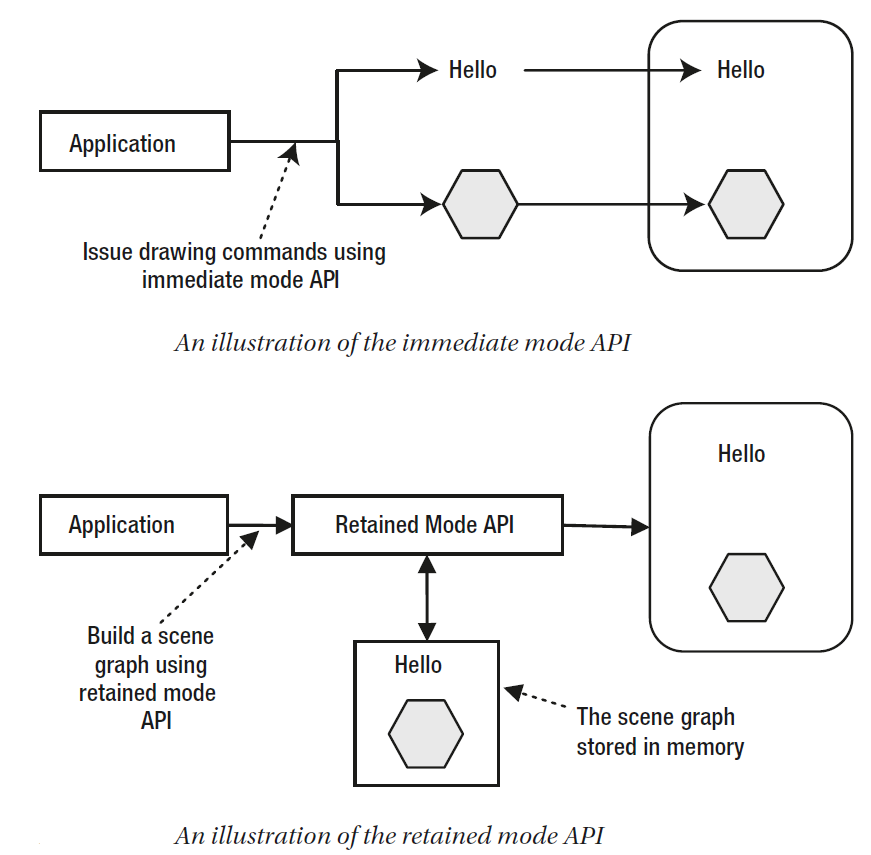 Hello
Hello
Application
Issue drawing commands using
immediate mode API
An illustration of the immediate mode API
Hello
Application
Retained Mode API
Build a scene
graph using
retained mode
API
Hello
The scene graph
stored in memory
An illustration of the retained mode API